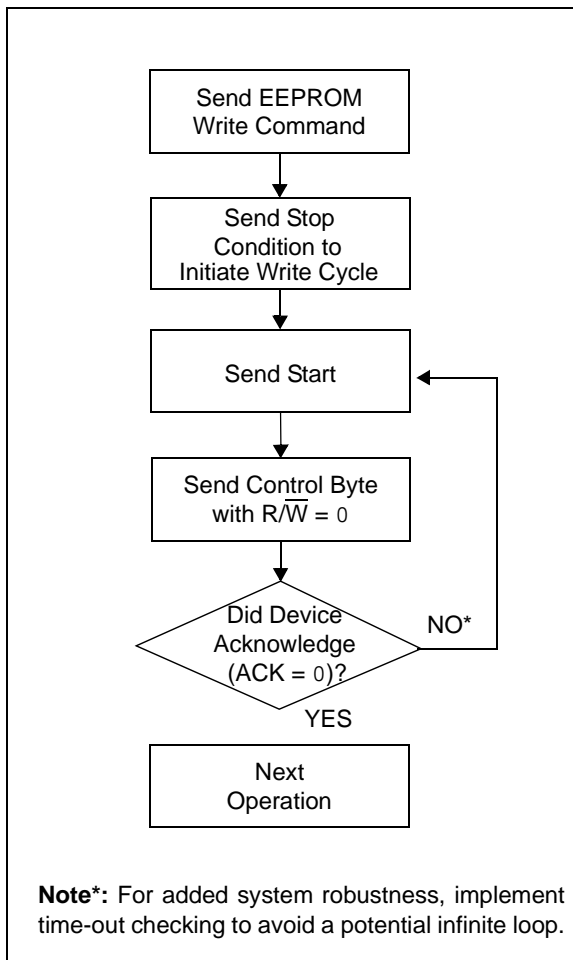 Send EEPROM
Write Command
Send Stop
Condition to
Initiate Write Cycle
Send Start
Send Control Byte
with R/W̅ = 0
Did Device
Acknowledge
(ACK = 0)?
NO*
YES
Next
Operation
Note*: For added system robustness, implement
time-out checking to avoid a potential infinite loop.